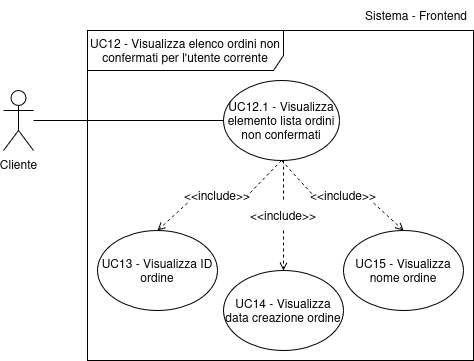 Sistema - Frontend
UC12 - Visualizza elenco ordini non
confermati per l'utente corrente
UC12.1 - Visualizza
elemento lista ordini
non confermati
Cliente
<<include>>
<<include>>
<<include>>
UC13 - Visualizza ID
ordine
UC14 - Visualizza
data creazione ordine
UC15 - Visualizza
nome ordine